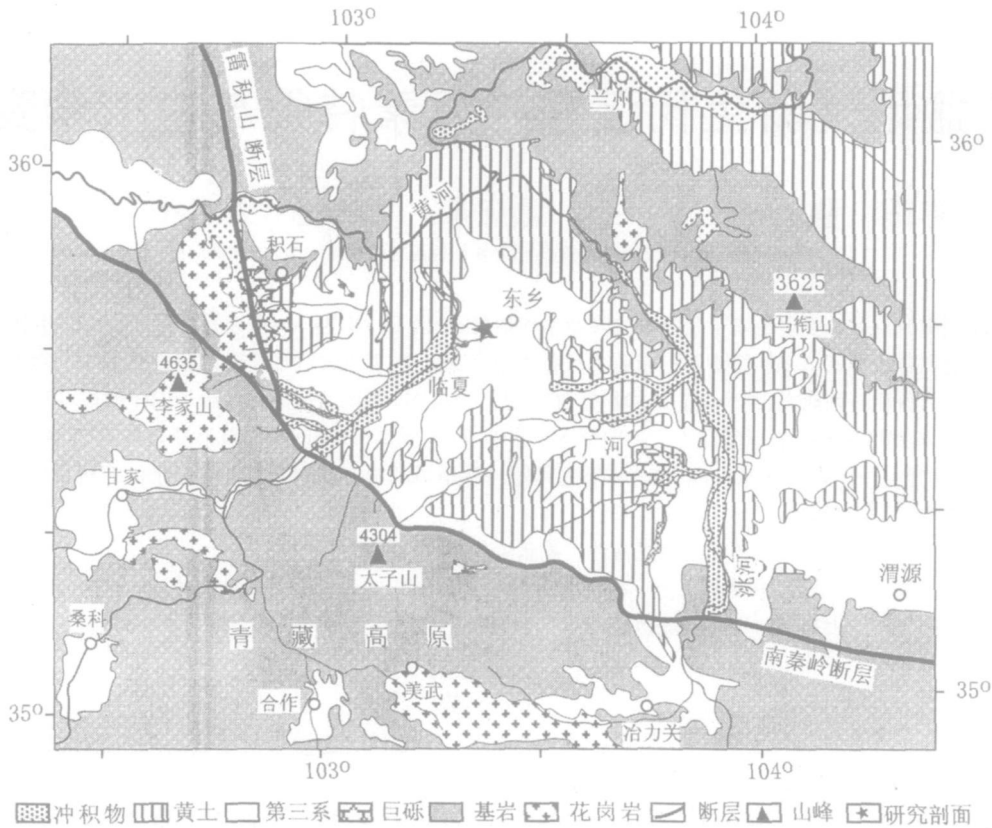 103° 104°
雷积山断层
兰州
36° 36°
黄河
积石
3625
东乡
马衔山
4635
临夏
大李家山
广河
甘家
4304
太子山
洮河
渭源
桑科
青藏高原
南秦岭断层
美武
35° 35°
合作
冶力关
103° 104°
冲积物 黄土 第三系 巨砾 基岩 花岗岩 断层 山峰 研究剖面